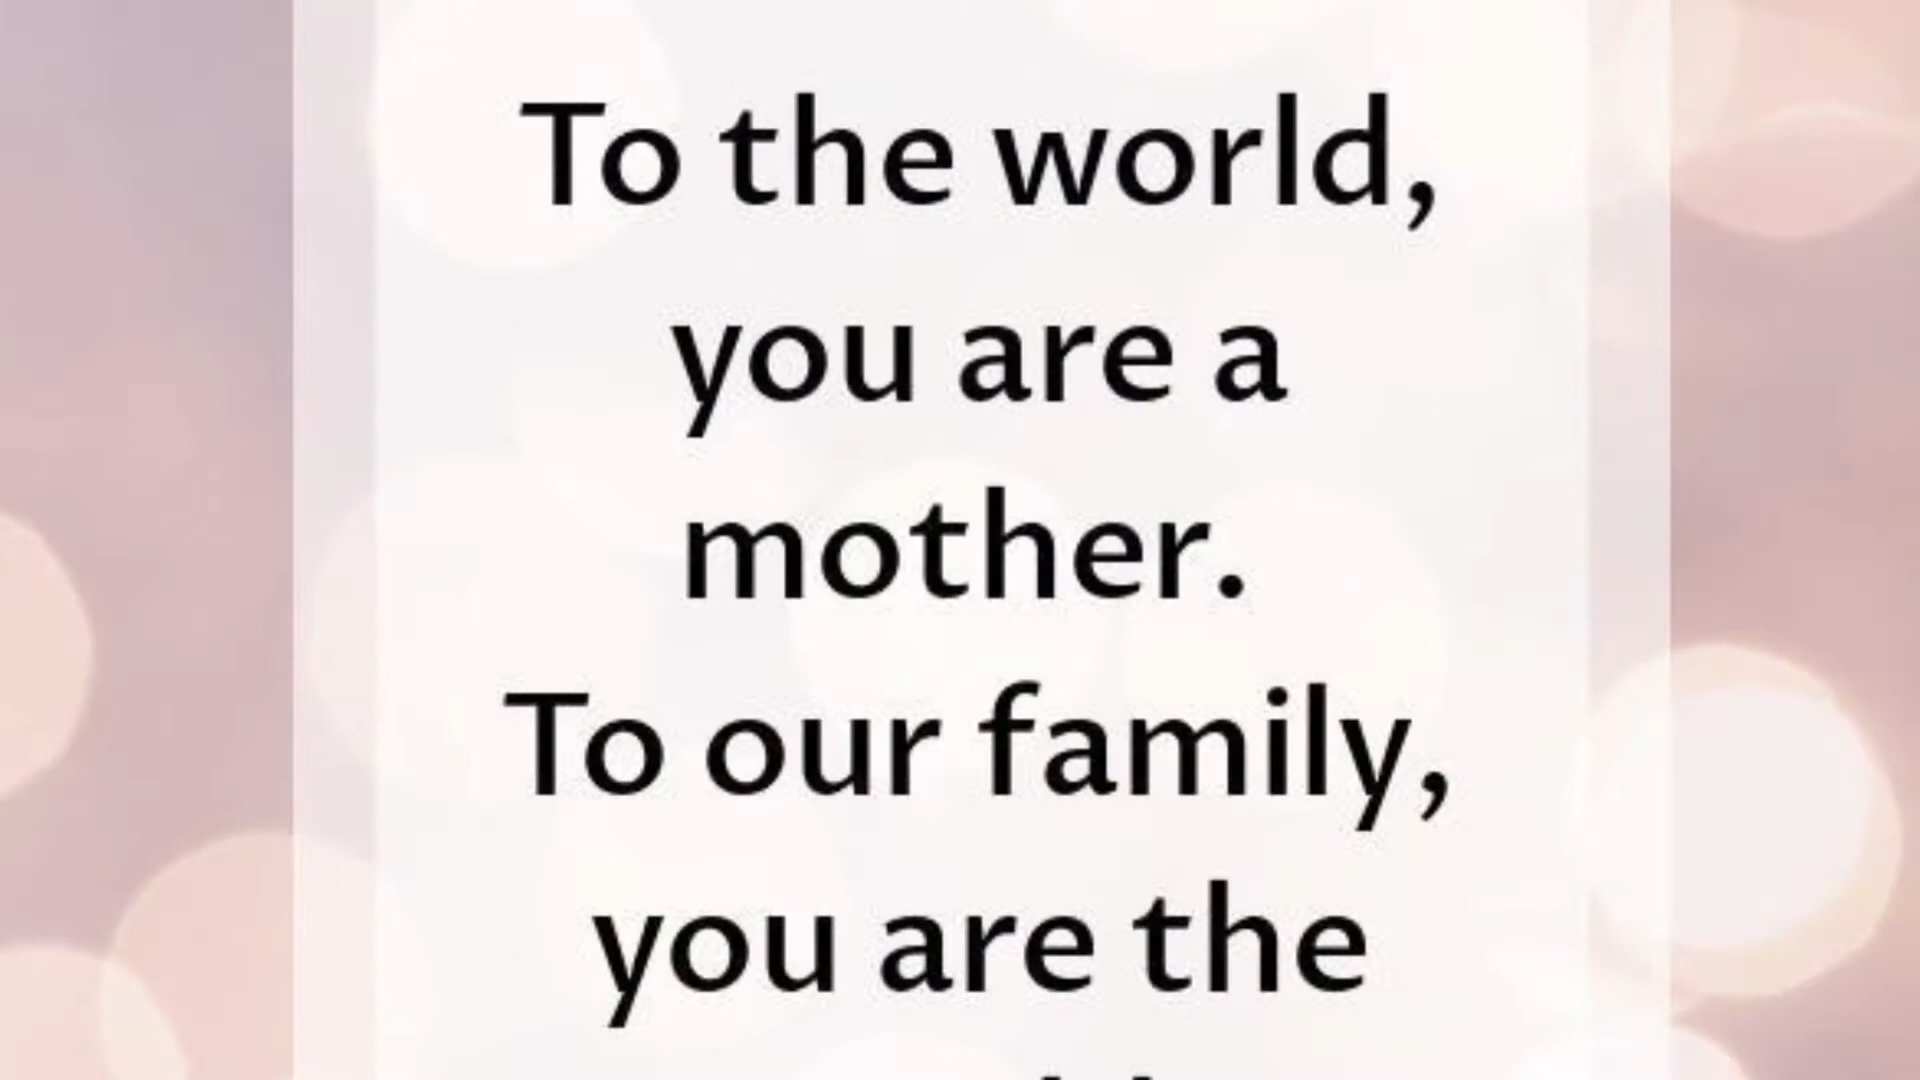 To the world,
you are a
mother.
To our family,
you are the